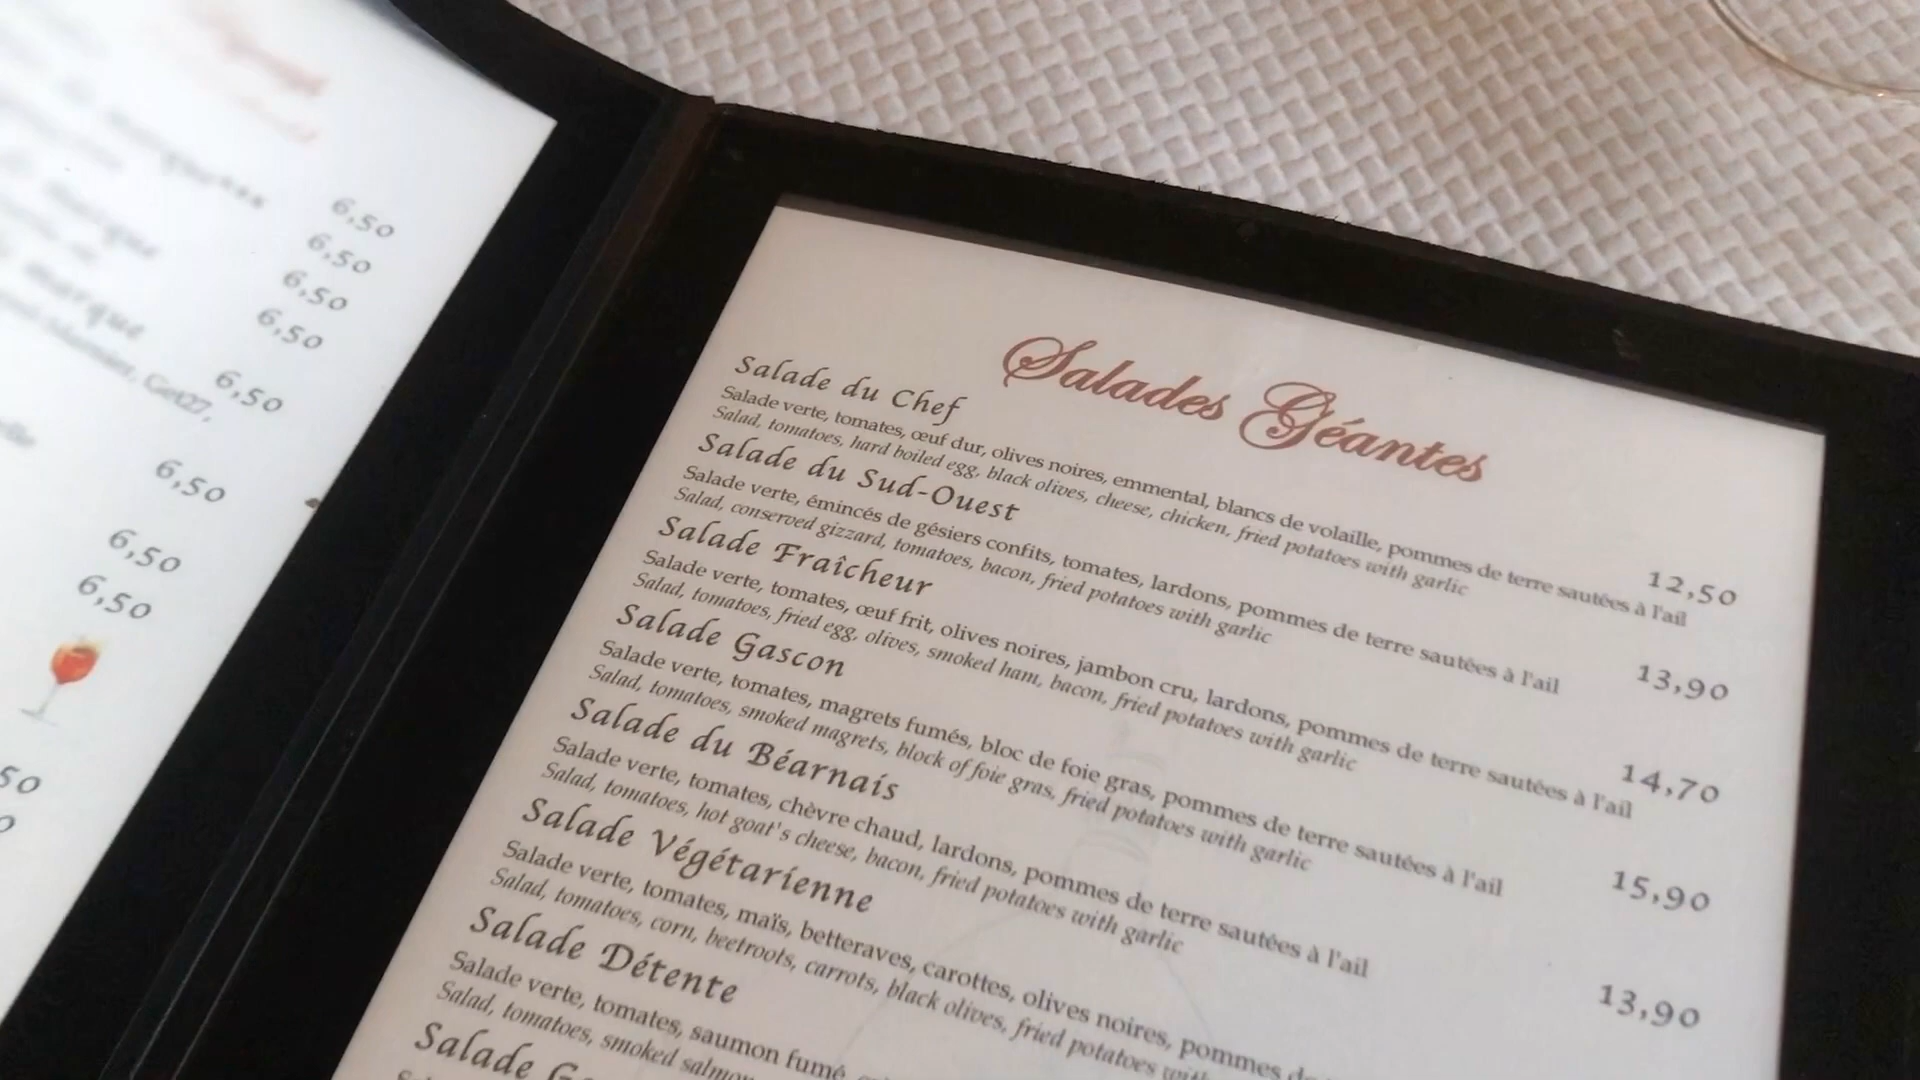 6,50
6,50
6,50
6,50
marque
6,50
Get27,
6,50
6,50
6,50
Salades Géantes
Salade du Chef
Salade verte, tomates, œuf dur, olives noires, emmental, blancs de volaille, pommes de terre sautées à l'ail 12,50
Salad, tomatoes, hard boiled egg, black olives, cheese, chicken, fried potatoes with garlic
Salade du Sud-Ouest
Salade verte, émincés de gésiers confits, tomates, lardons, pommes de terre sautées à l'ail 13,90
Salad, conserved gizzard, tomatoes, bacon, fried potatoes with garlic
Salade Fraîcheur
Salade verte, tomates, œuf frit, olives noires, jambon cru, lardons, pommes de terre sautées à l'ail 14,70
Salad, tomatoes, fried egg, olives, smoked ham, bacon, fried potatoes with garlic
Salade Gascon
Salade verte, tomates, magrets fumés, bloc de foie gras, pommes de terre sautées à l'ail 15,90
Salad, tomatoes, smoked magrets, block of foie gras, fried potatoes with garlic
Salade du Béarnais
Salade verte, tomates, chèvre chaud, lardons, pommes de terre sautées à l'ail 13,90
Salad, tomatoes, hot goat's cheese, bacon, fried potatoes with garlic
Salade Végétarienne
Salade verte, tomates, maïs, betteraves, carottes, olives noires, pommes
Salad, tomatoes, corn, beetroots, carrots, black olives, fried potatoes with
Salade Détente
Salade verte, tomates, saumon fumé
Salad, tomatoes, smoked salmon
Salade